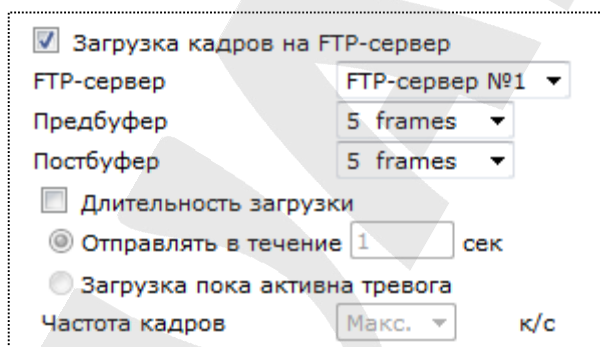 Загрузка кадров на FTP-сервер
FTP-сервер FTP-сервер №1
Предбуфер 5 frames
Постбуфер 5 frames
Длительность загрузки
Отправлять в течение 1 сек
Загрузка пока активна тревога
Частота кадров Макс. к/с